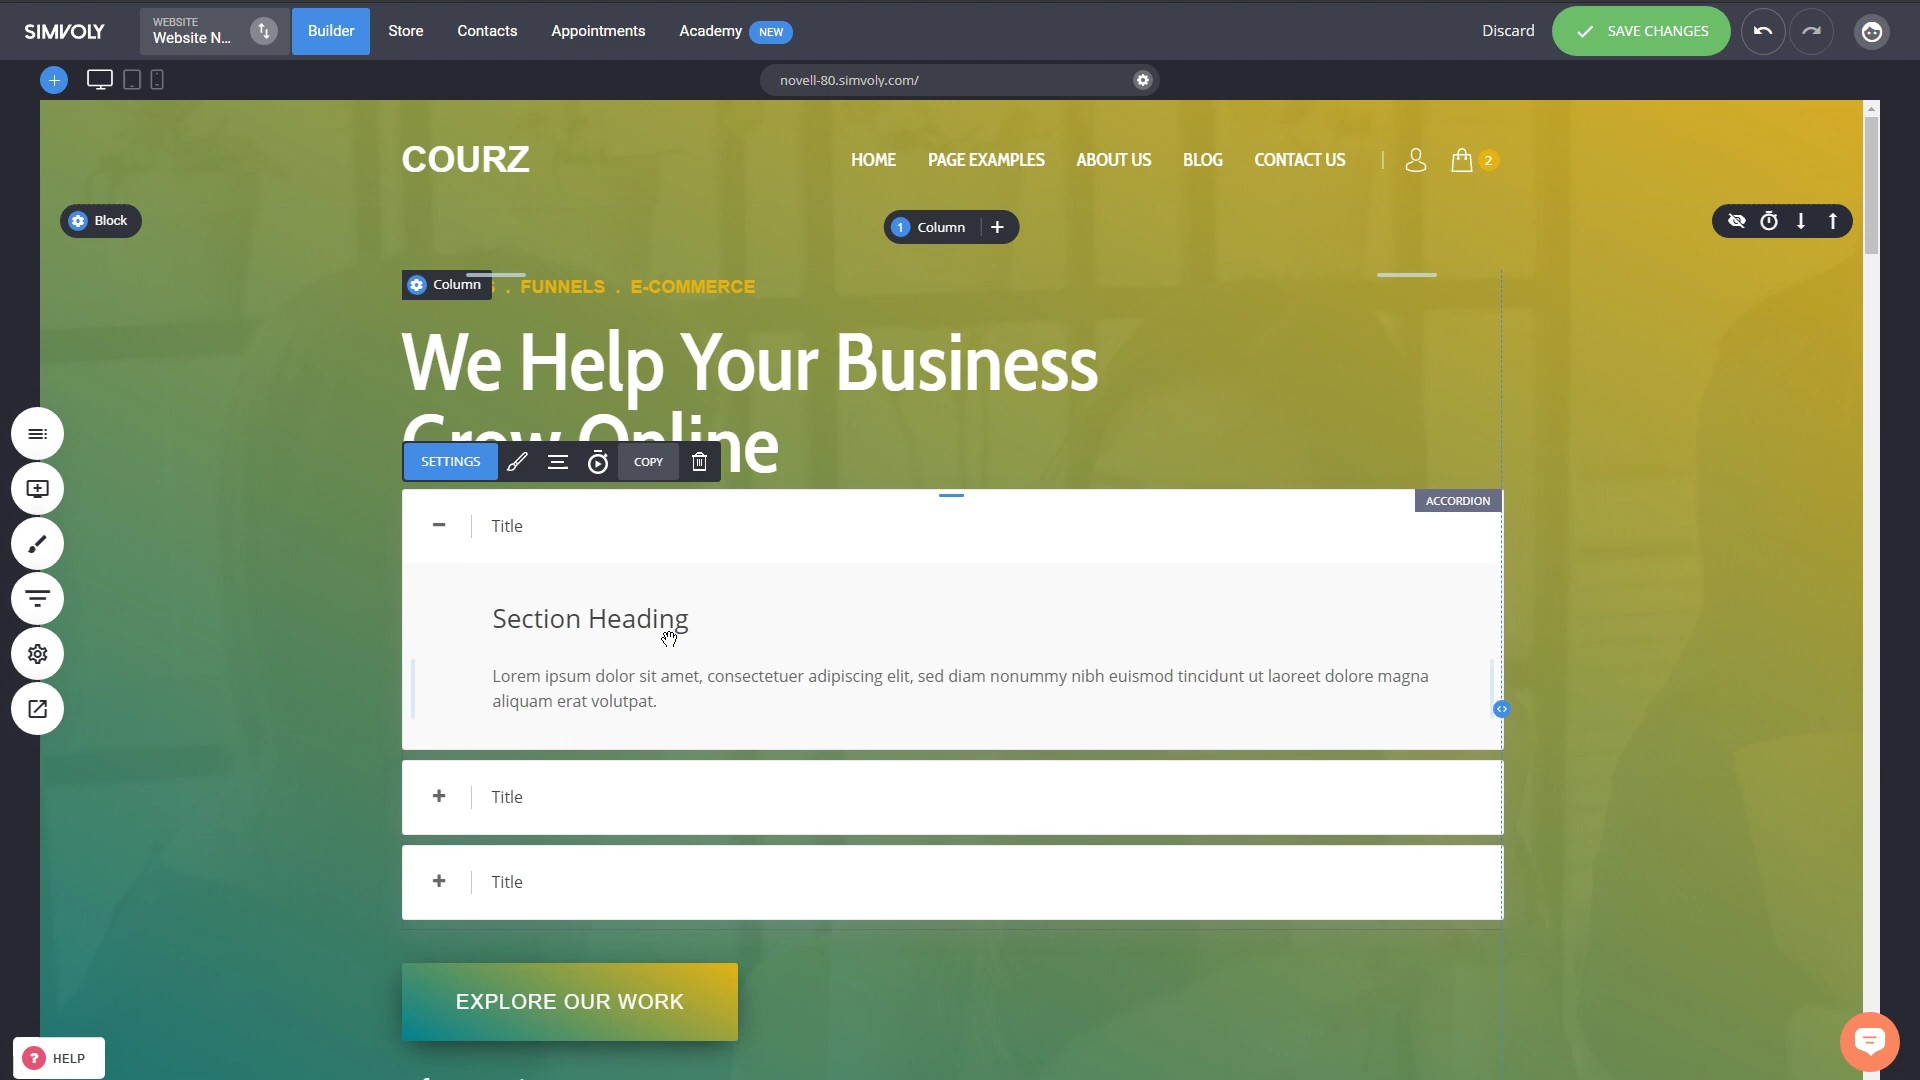 SIMVOLY
WEBSITE
Website N...
Builder
Store
Contacts
Appointments
Academy NEW
Discard
SAVE CHANGES
novell-80.simvoly.com/
COURZ
HOME PAGE EXAMPLES ABOUT US BLOG CONTACT US
2
Block
1 Column +
Column
S . FUNNELS . E-COMMERCE
We Help Your Business
Grow Online
SETTINGS
COPY
ACCORDION
Title
Section Heading
Lorem ipsum dolor sit amet, consectetuer adipiscing elit, sed diam nonummy nibh euismod tincidunt ut laoreet dolore magna
aliquam erat volutpat.
Title
Title
EXPLORE OUR WORK
? HELP